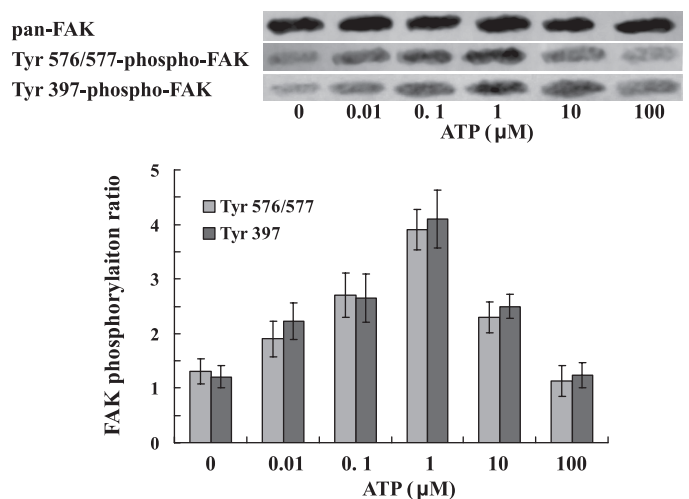 pan-FAK
Tyr 576/577-phospho-FAK
Tyr 397-phospho-FAK
0 0.01 0. 1 1 10 100
ATP (μM)
5
4
3
2
1
0
FAK phosphorylaiton ratio
Tyr 576/577
Tyr 397
0 0.01 0. 1 1 10 100
ATP (μM)